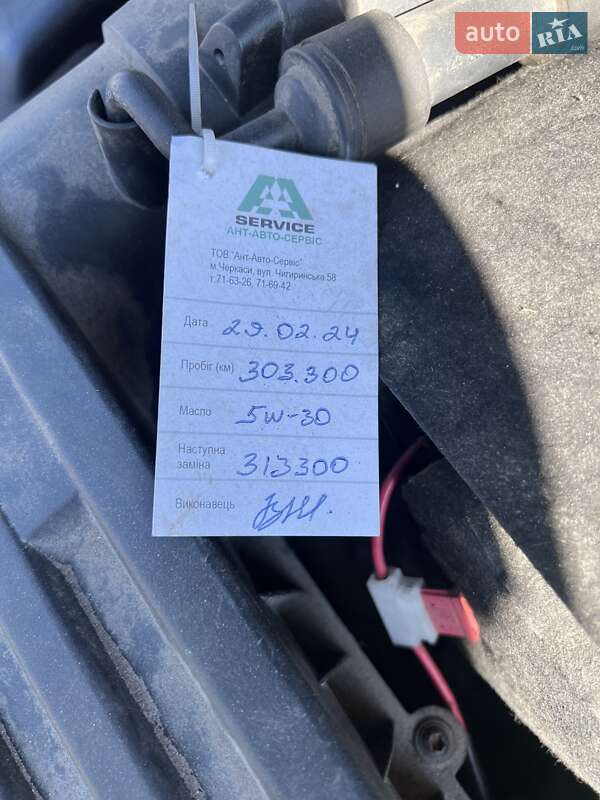 auto RIA.com
SERVICE
АНТ-АВТО-СЕРВІС
ТОВ "Ант-Авто-Сервіс"
м.Черкаси, вул. Чигиринська 58
т.71-63-26, 71-69-42
Дата 29.02.24
Пробіг (км) 303.300
Масло 5w-30
Наступна заміна 313300
Виконавець